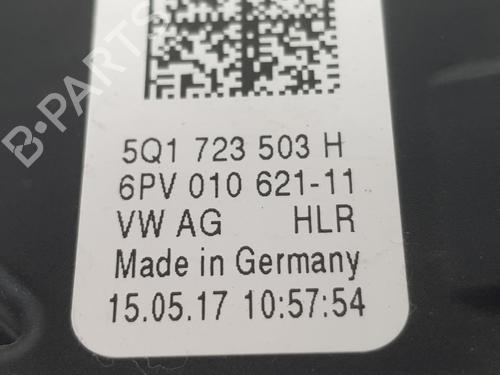 B-PARTS
5Q1 723 503 H
6PV 010 621-11
VW AG HLR
Made in Germany
15.05.17 10:57:54